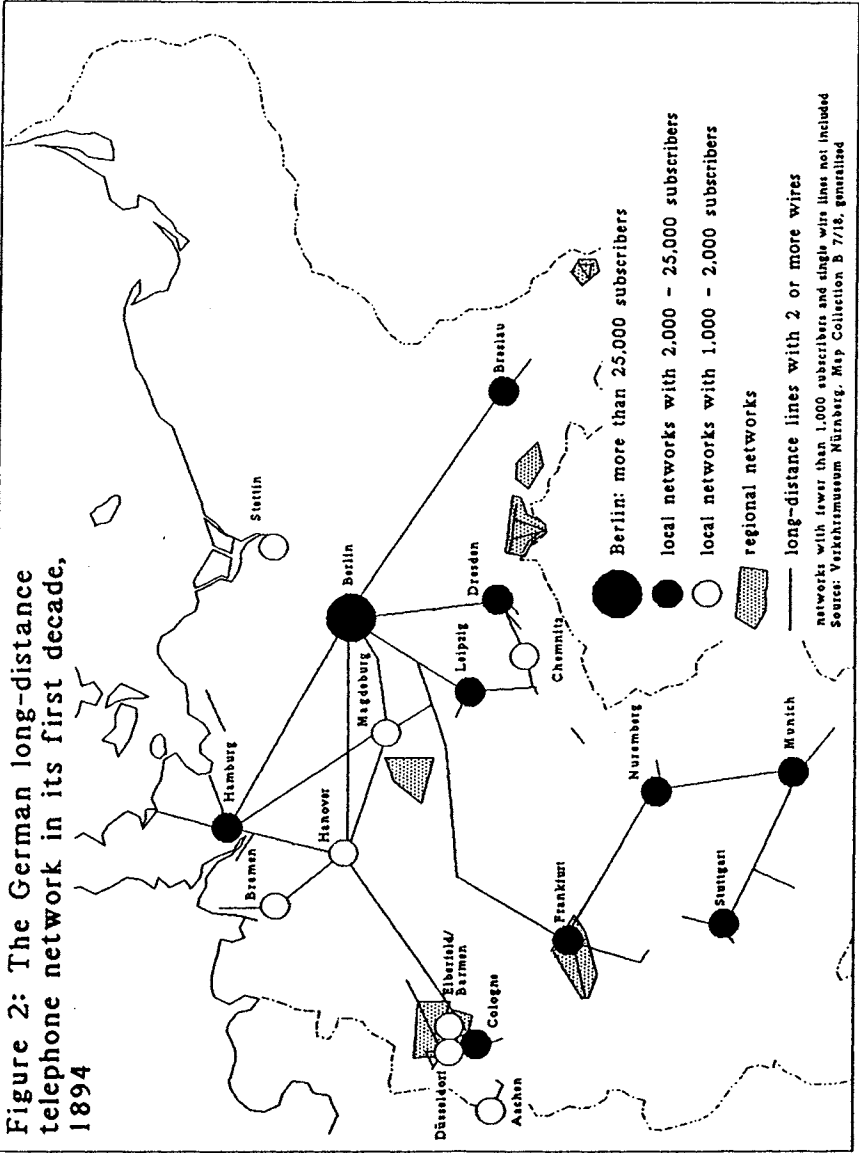 Figure 2: The German long-distance
telephone network in its first decade,
1894
Stettin
Hamburg
Bremen
Hanover
Magdeburg
Berlin
Breslau
Dresden
Leipzig
Chemnitz
Elberfeld/
Barmen
Düsseldorf
Cologne
Aachen
Frankfurt
Nuremberg
Stuttgart
Munich
Berlin: more than 25,000 subscribers
local networks with 2,000 - 25,000 subscribers
local networks with 1,000 - 2,000 subscribers
regional networks
long-distance lines with 2 or more wires
networks with fewer than 1,000 subscribers and single wire lines not included
Source: Verkehrsmuseum Nürnberg, Map Collection B 7/18, generalized